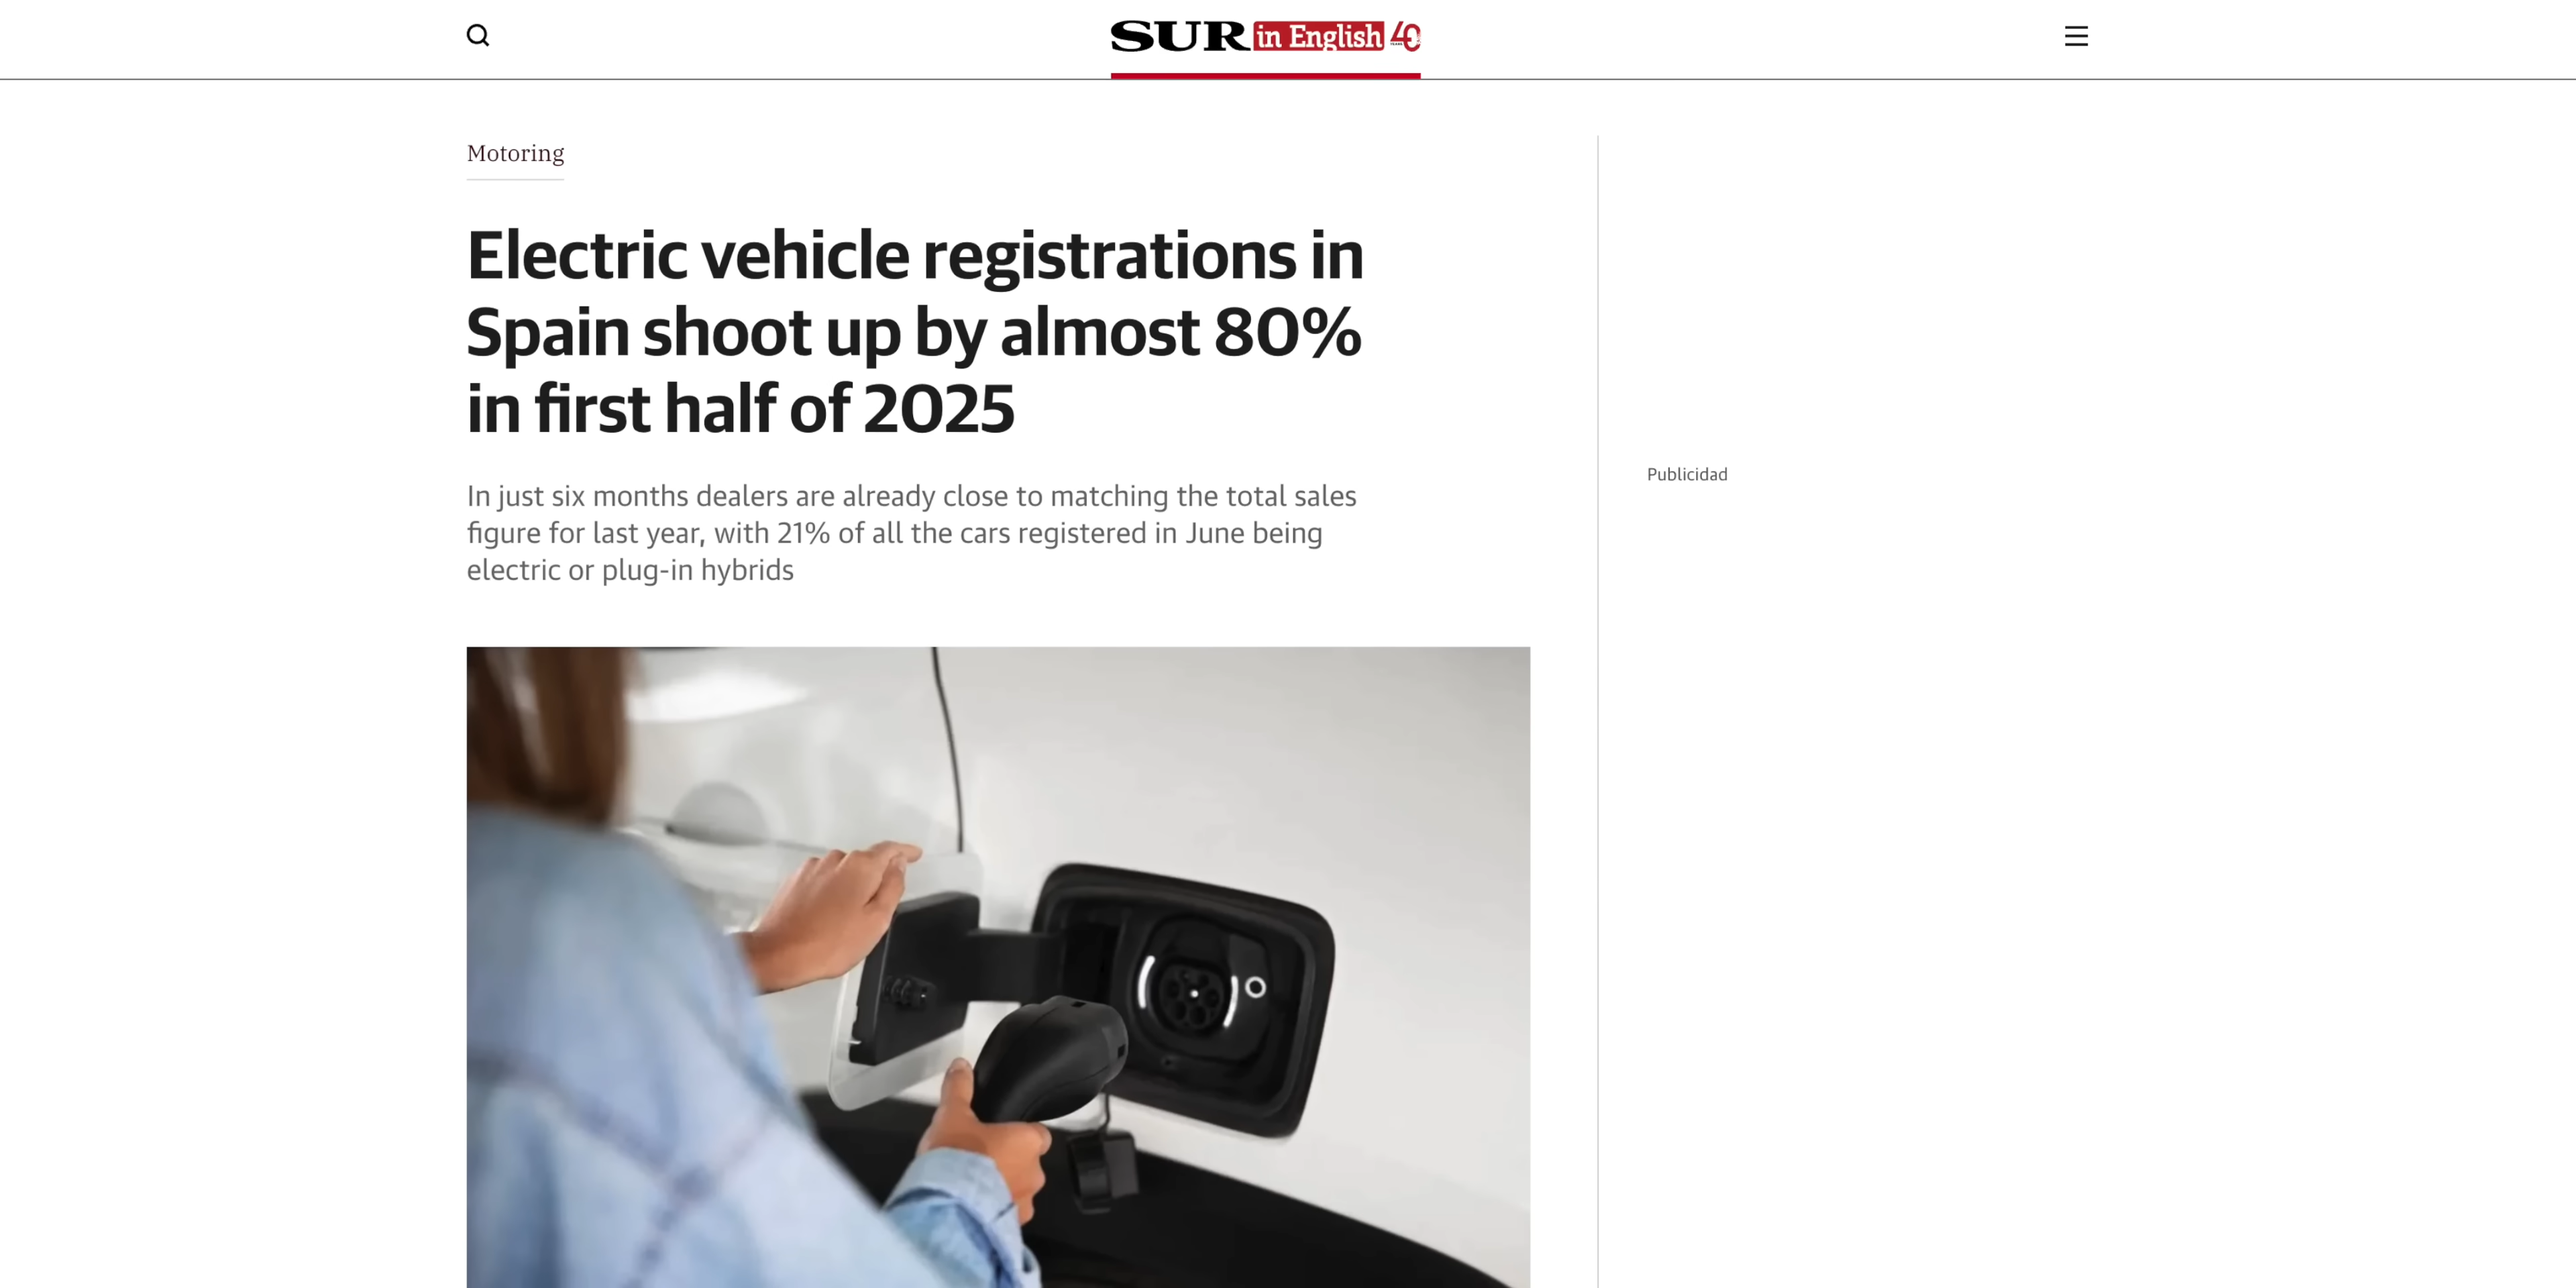 SUR in English 40
Motoring
Electric vehicle registrations in
Spain shoot up by almost 80%
in first half of 2025
In just six months dealers are already close to matching the total sales
figure for last year, with 21% of all the cars registered in June being
electric or plug-in hybrids
Publicidad